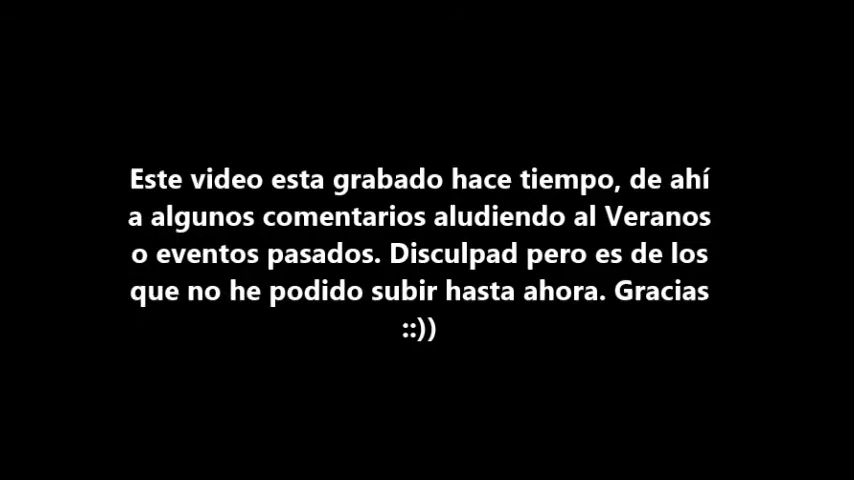 Este video esta grabado hace tiempo, de ahí
a algunos comentarios aludiendo al Veranos
o eventos pasados. Disculpad pero es de los
que no he podido subir hasta ahora. Gracias
::))